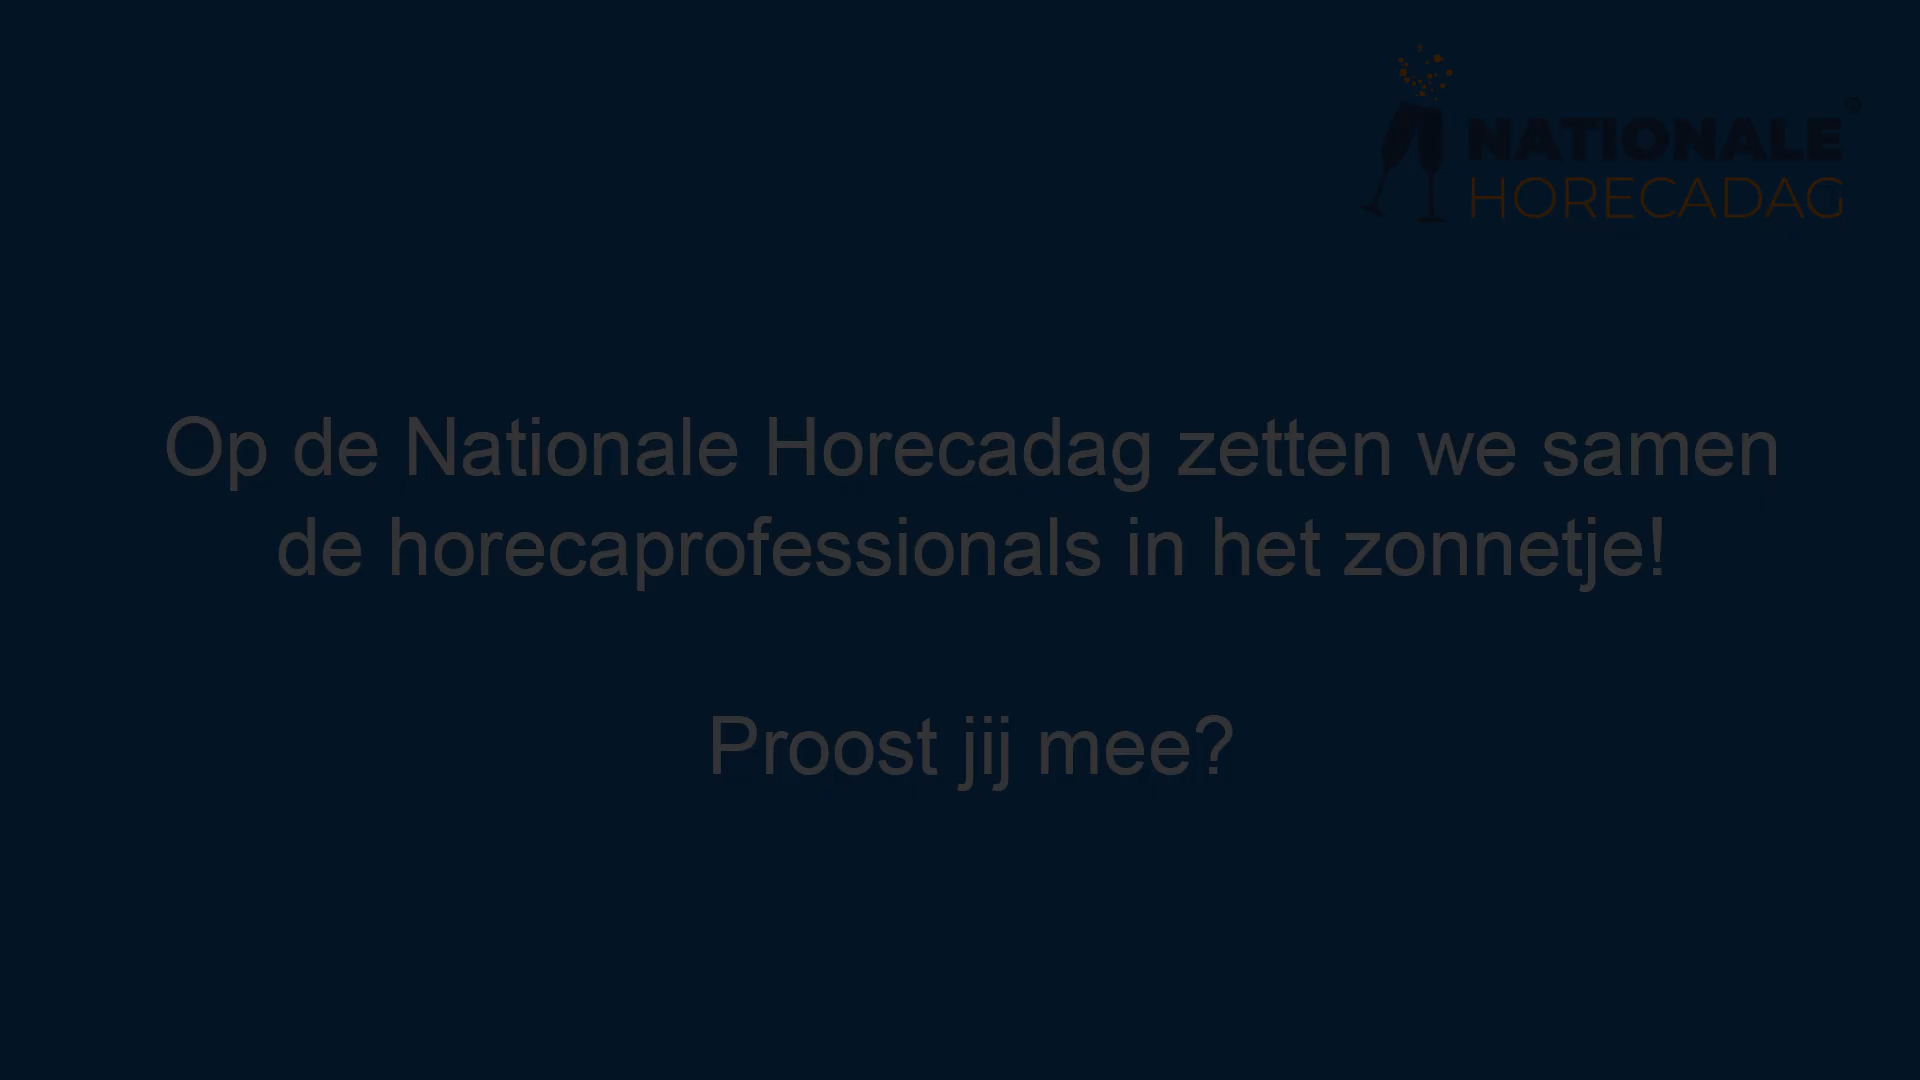 NATIONALE®
HORECADAG
Op de Nationale Horecadag zetten we samen
de horecaprofessionals in het zonnetje!
Proost jij mee?